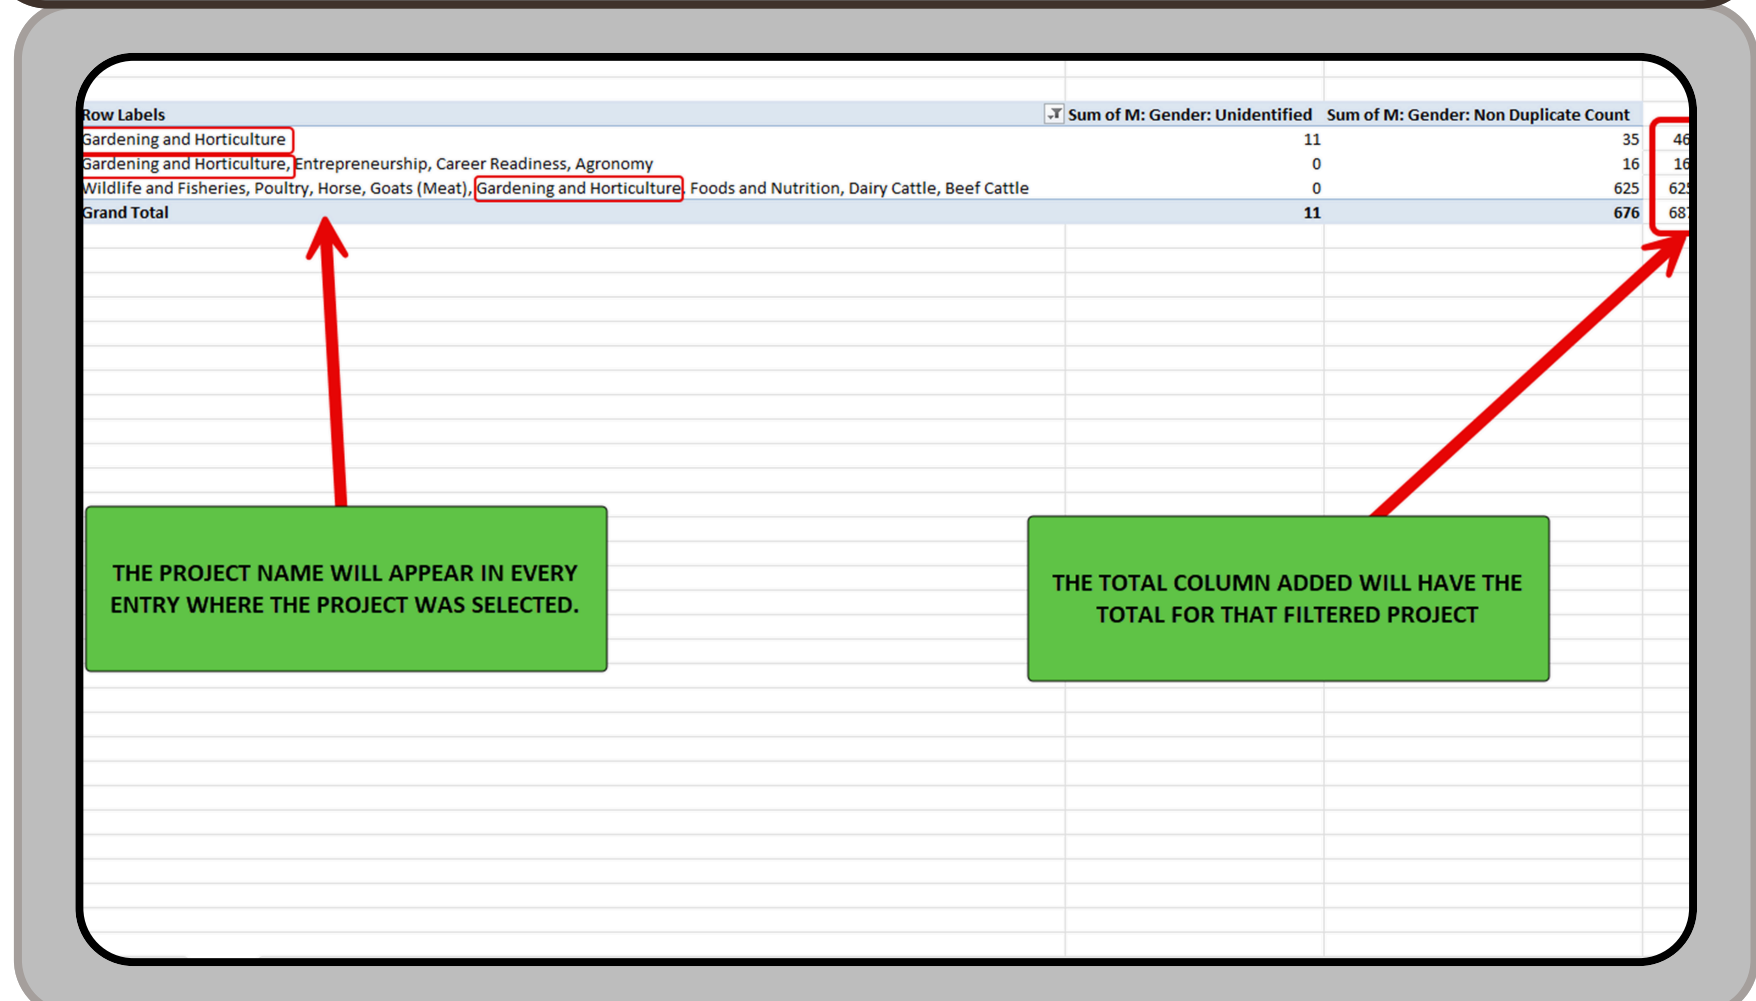 Row Labels Sum of M: Gender: Unidentified Sum of M: Gender: Non Duplicate Count
Gardening and Horticulture 11 35 46
Gardening and Horticulture, Entrepreneurship, Career Readiness, Agronomy 0 16 16
Wildlife and Fisheries, Poultry, Horse, Goats (Meat), Gardening and Horticulture, Foods and Nutrition, Dairy Cattle, Beef Cattle 0 625 625
Grand Total 11 676 687
THE PROJECT NAME WILL APPEAR IN EVERY
ENTRY WHERE THE PROJECT WAS SELECTED.
THE TOTAL COLUMN ADDED WILL HAVE THE
TOTAL FOR THAT FILTERED PROJECT